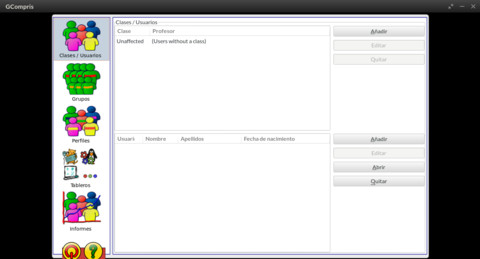 GCompris
Clases / Usuarios
Grupos
Perfiles
Tableros
Informes
Clases / Usuarios
Clase Profesor
Unaffected (Users without a class)
Añadir
Editar
Quitar
Usuari Nombre Apellidos Fecha de nacimiento
Añadir
Editar
Abrir
Quitar